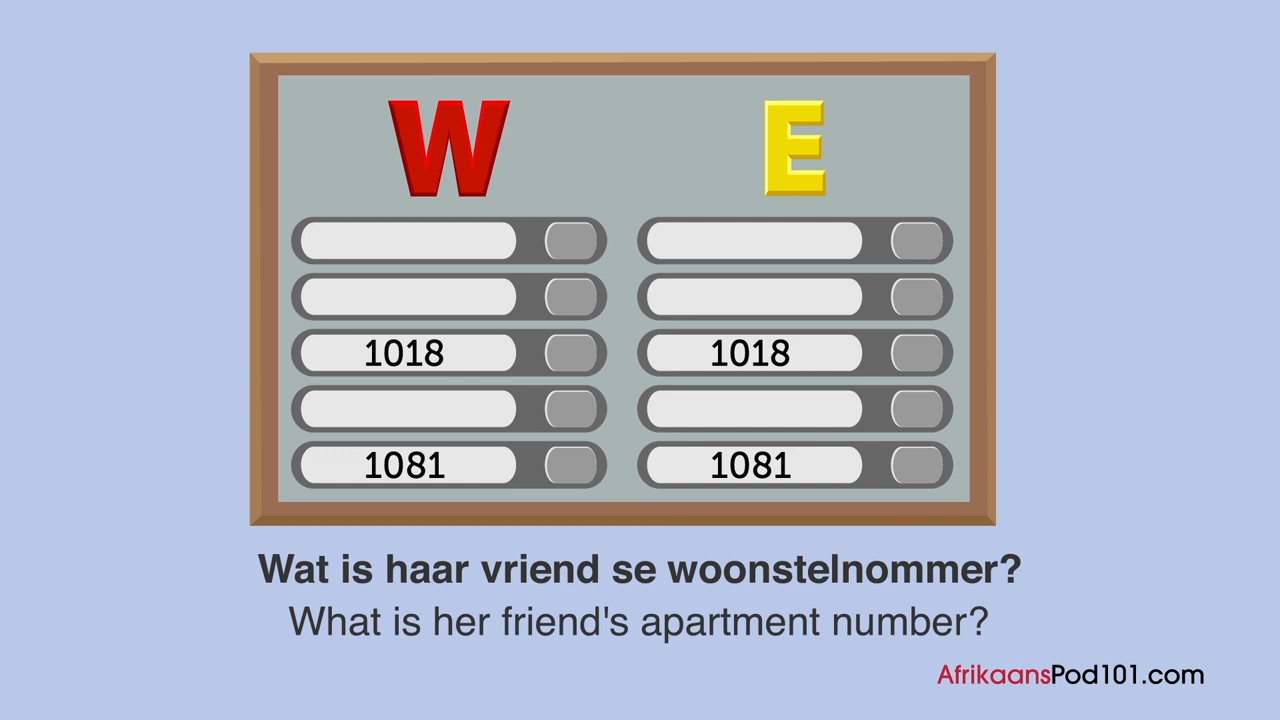 W E
1018 1018
1081 1081
Wat is haar vriend se woonstelnommer?
What is her friend's apartment number?
AfrikaansPod101.com